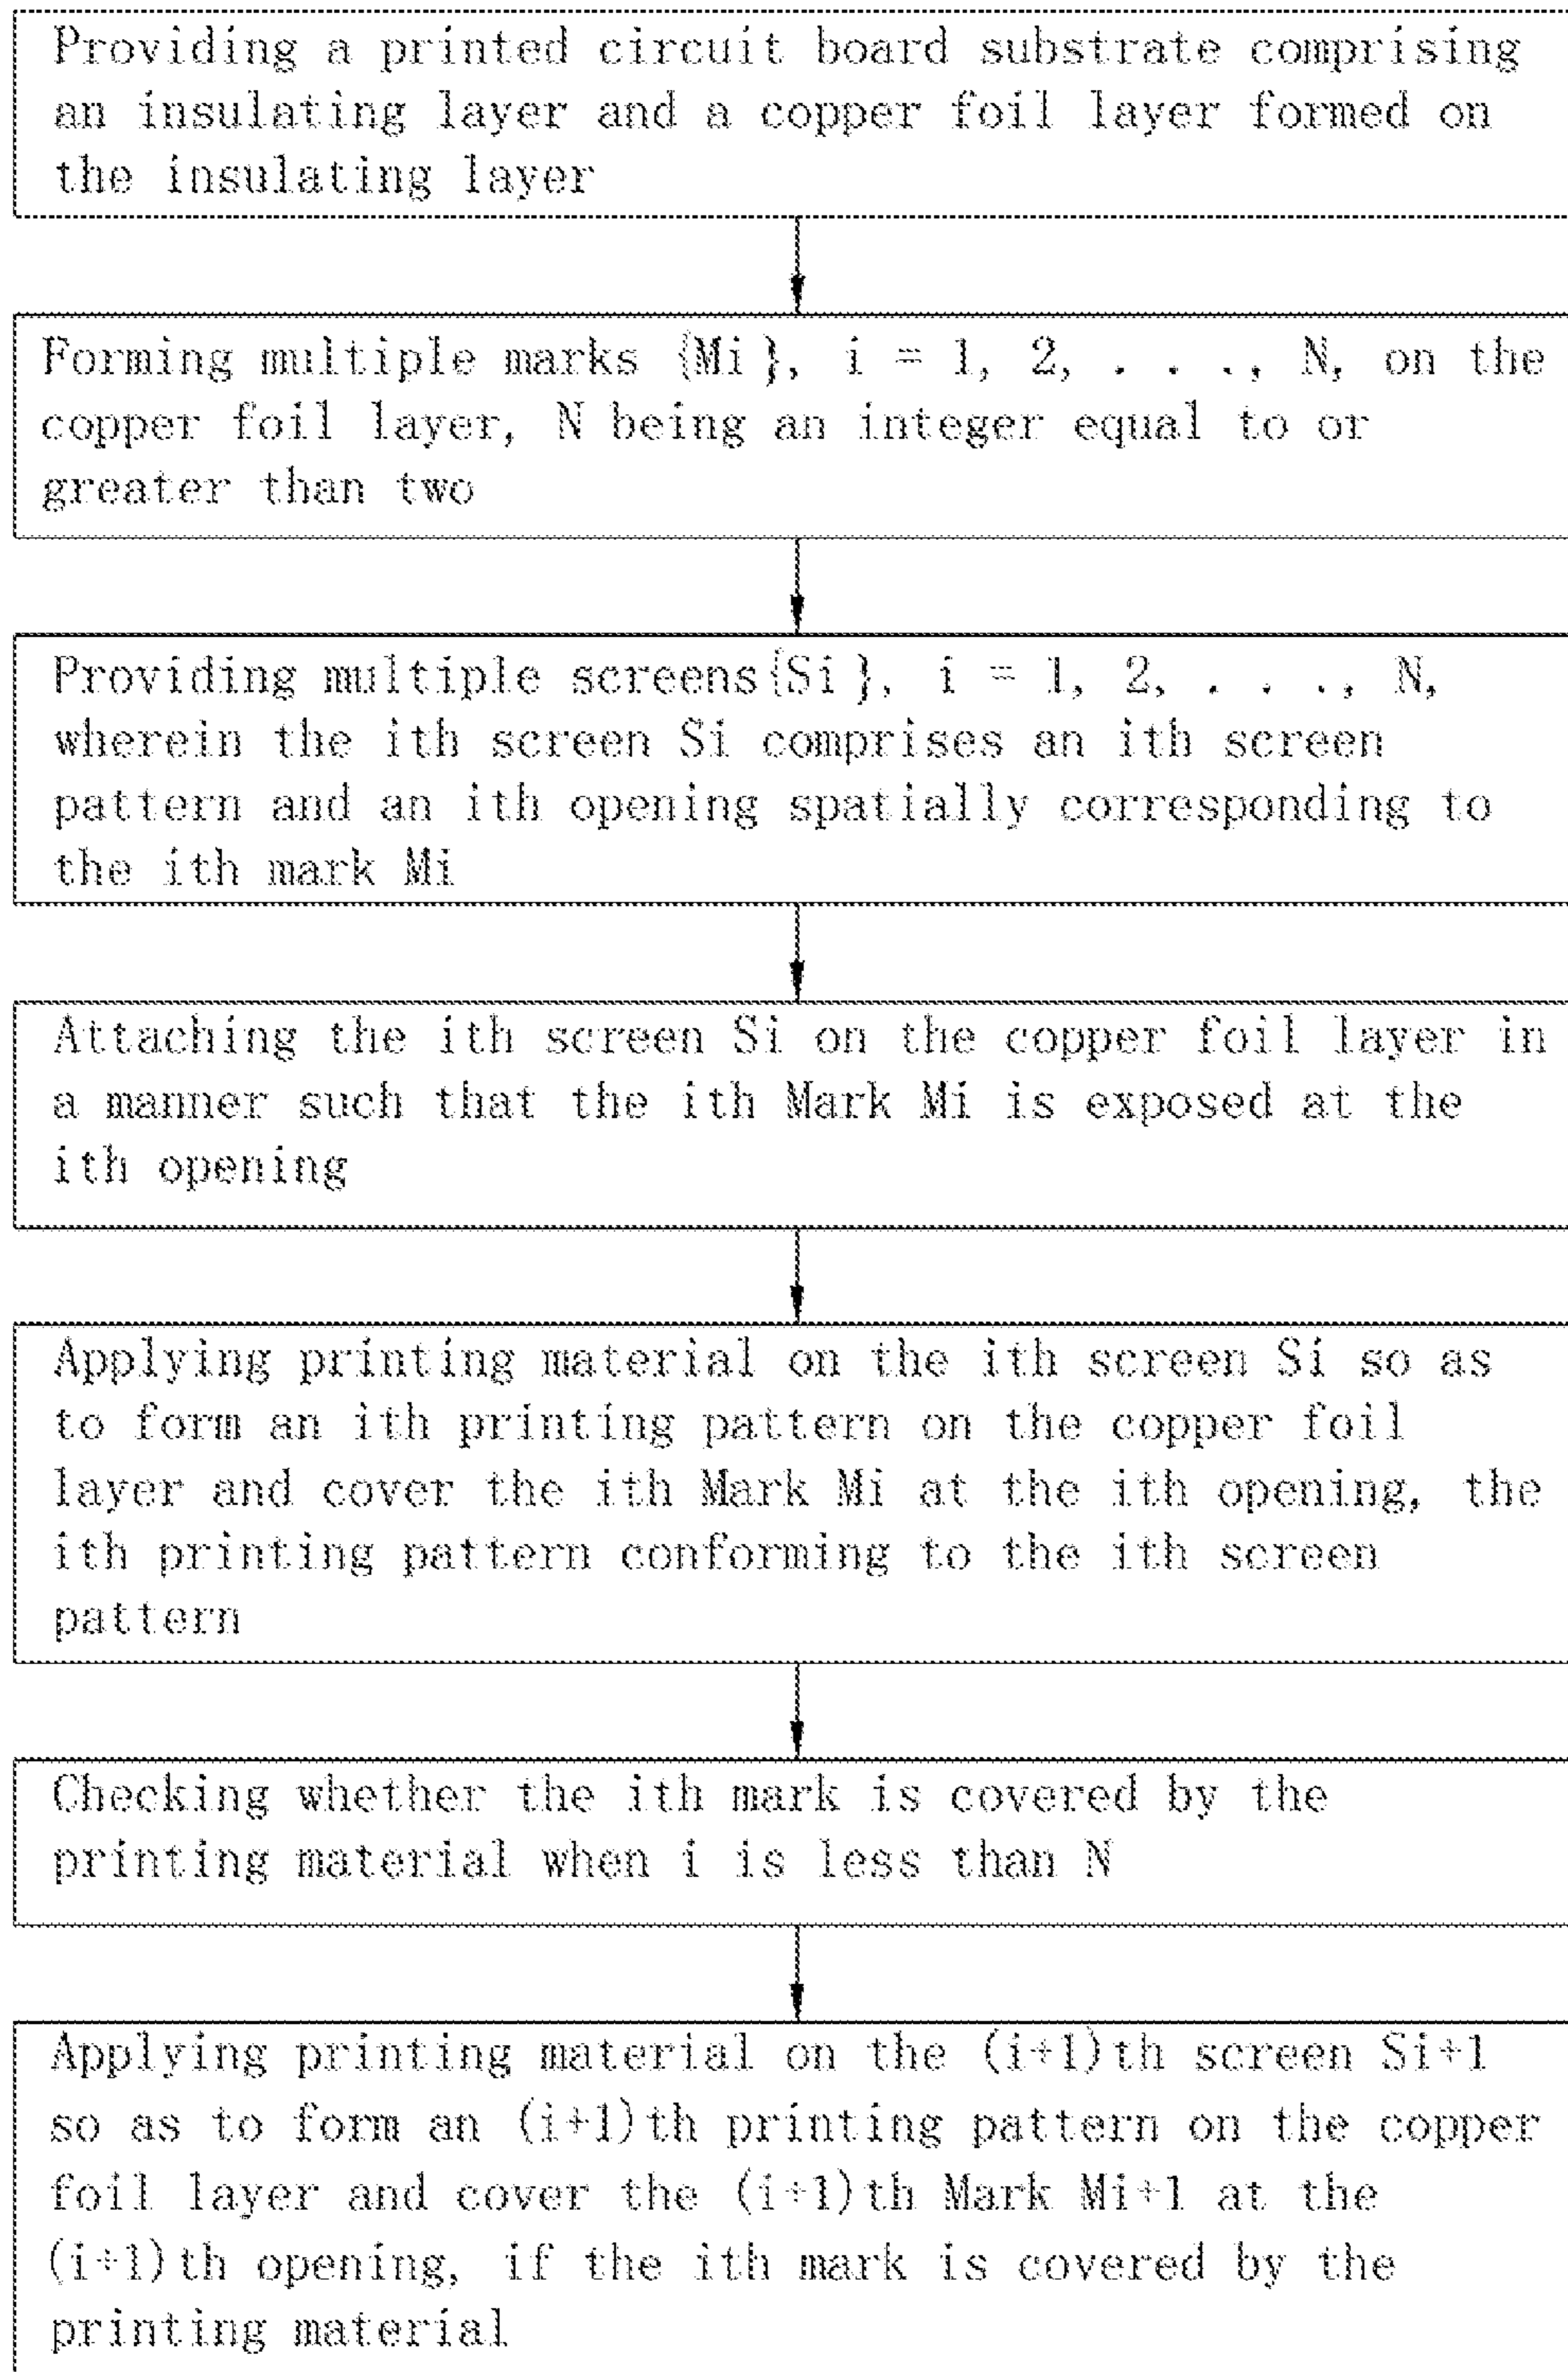 Providing a printed circuit board substrate comprising
an insulating layer and a copper foil layer formed on
the insulating layer
Forming multiple marks {Mi}, i = 1, 2, . . ., N, on the
copper foil layer, N being an integer equal to or
greater than two
Providing multiple screens{Si}, i = 1, 2, . . ., N,
wherein the ith screen Si comprises an ith screen
pattern and an ith opening spatially corresponding to
the ith mark Mi
Attaching the ith screen Si on the copper foil layer in
a manner such that the ith Mark Mi is exposed at the
ith opening
Applying printing material on the ith screen Si so as
to form an ith printing pattern on the copper foil
layer and cover the ith Mark Mi at the ith opening, the
ith printing pattern conforming to the ith screen
pattern
Checking whether the ith mark is covered by the
printing material when i is less than N
Applying printing material on the (i+1)th screen Si+1
so as to form an (i+1)th printing pattern on the copper
foil layer and cover the (i+1)th Mark Mi+1 at the
(i+1)th opening, if the ith mark is covered by the
printing material